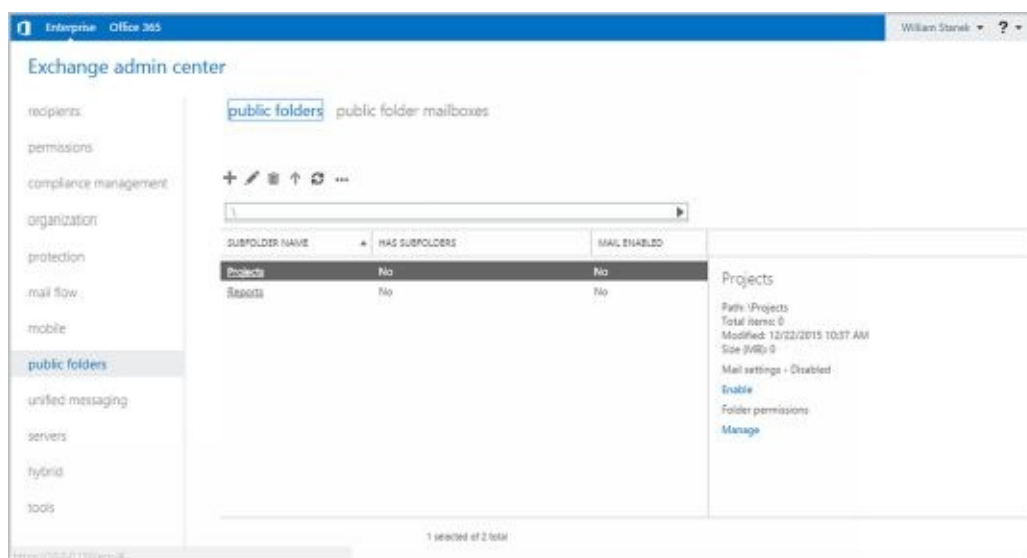 Enterprise Office 365
William Stanek ?
Exchange admin center
recipients
permissions
compliance management
organization
protection
mail flow
mobile
public folders
unified messaging
servers
hybrid
tools
public folders public folder mailboxes
\
SUBFOLDER NAME HAS SUBFOLDERS MAIL ENABLED
Projects No No
Reports No No
Projects
Path: \Projects
Total items: 0
Modified: 12/22/2015 10:37 AM
Size (MB): 0
Mail settings - Disabled
Enable
Folder permissions
Manage
1 selected of 2 total